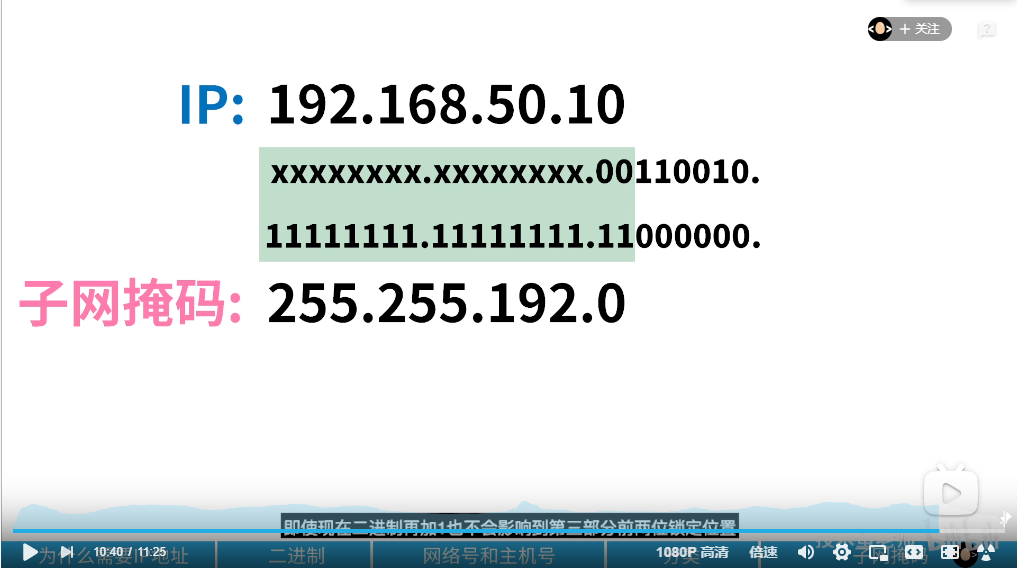 + 关注
IP: 192.168.50.10
xxxxxxxx.xxxxxxxx.00110010.
11111111.11111111.11000000.
子网掩码: 255.255.192.0
即使现在二进制再加1也不会影响到第三部分前两位锁定位置
10:40 / 11:25
1080P 高清
倍速
为什么需要IP地址
二进制
网络号和主机号
分类
子网掩码